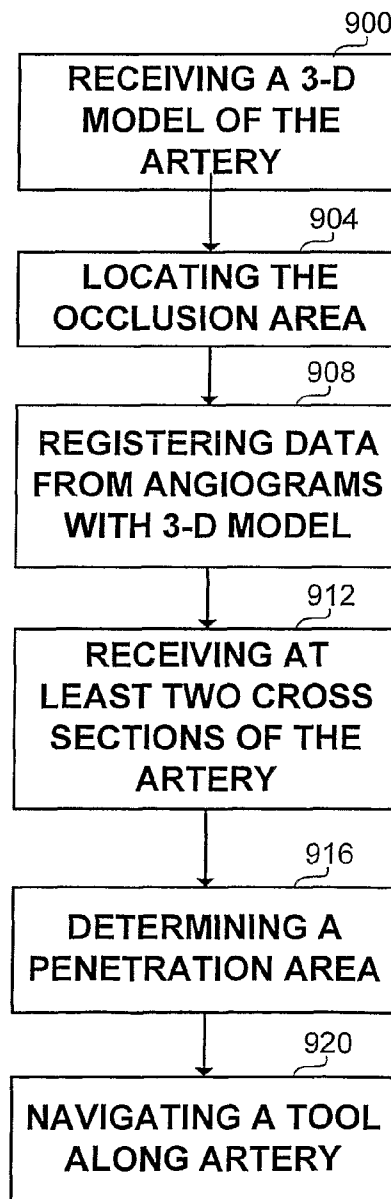 900
RECEIVING A 3-D
MODEL OF THE
ARTERY
904
LOCATING THE
OCCLUSION AREA
908
REGISTERING DATA
FROM ANGIOGRAMS
WITH 3-D MODEL
912
RECEIVING AT
LEAST TWO CROSS
SECTIONS OF THE
ARTERY
916
DETERMINING A
PENETRATION AREA
920
NAVIGATING A TOOL
ALONG ARTERY